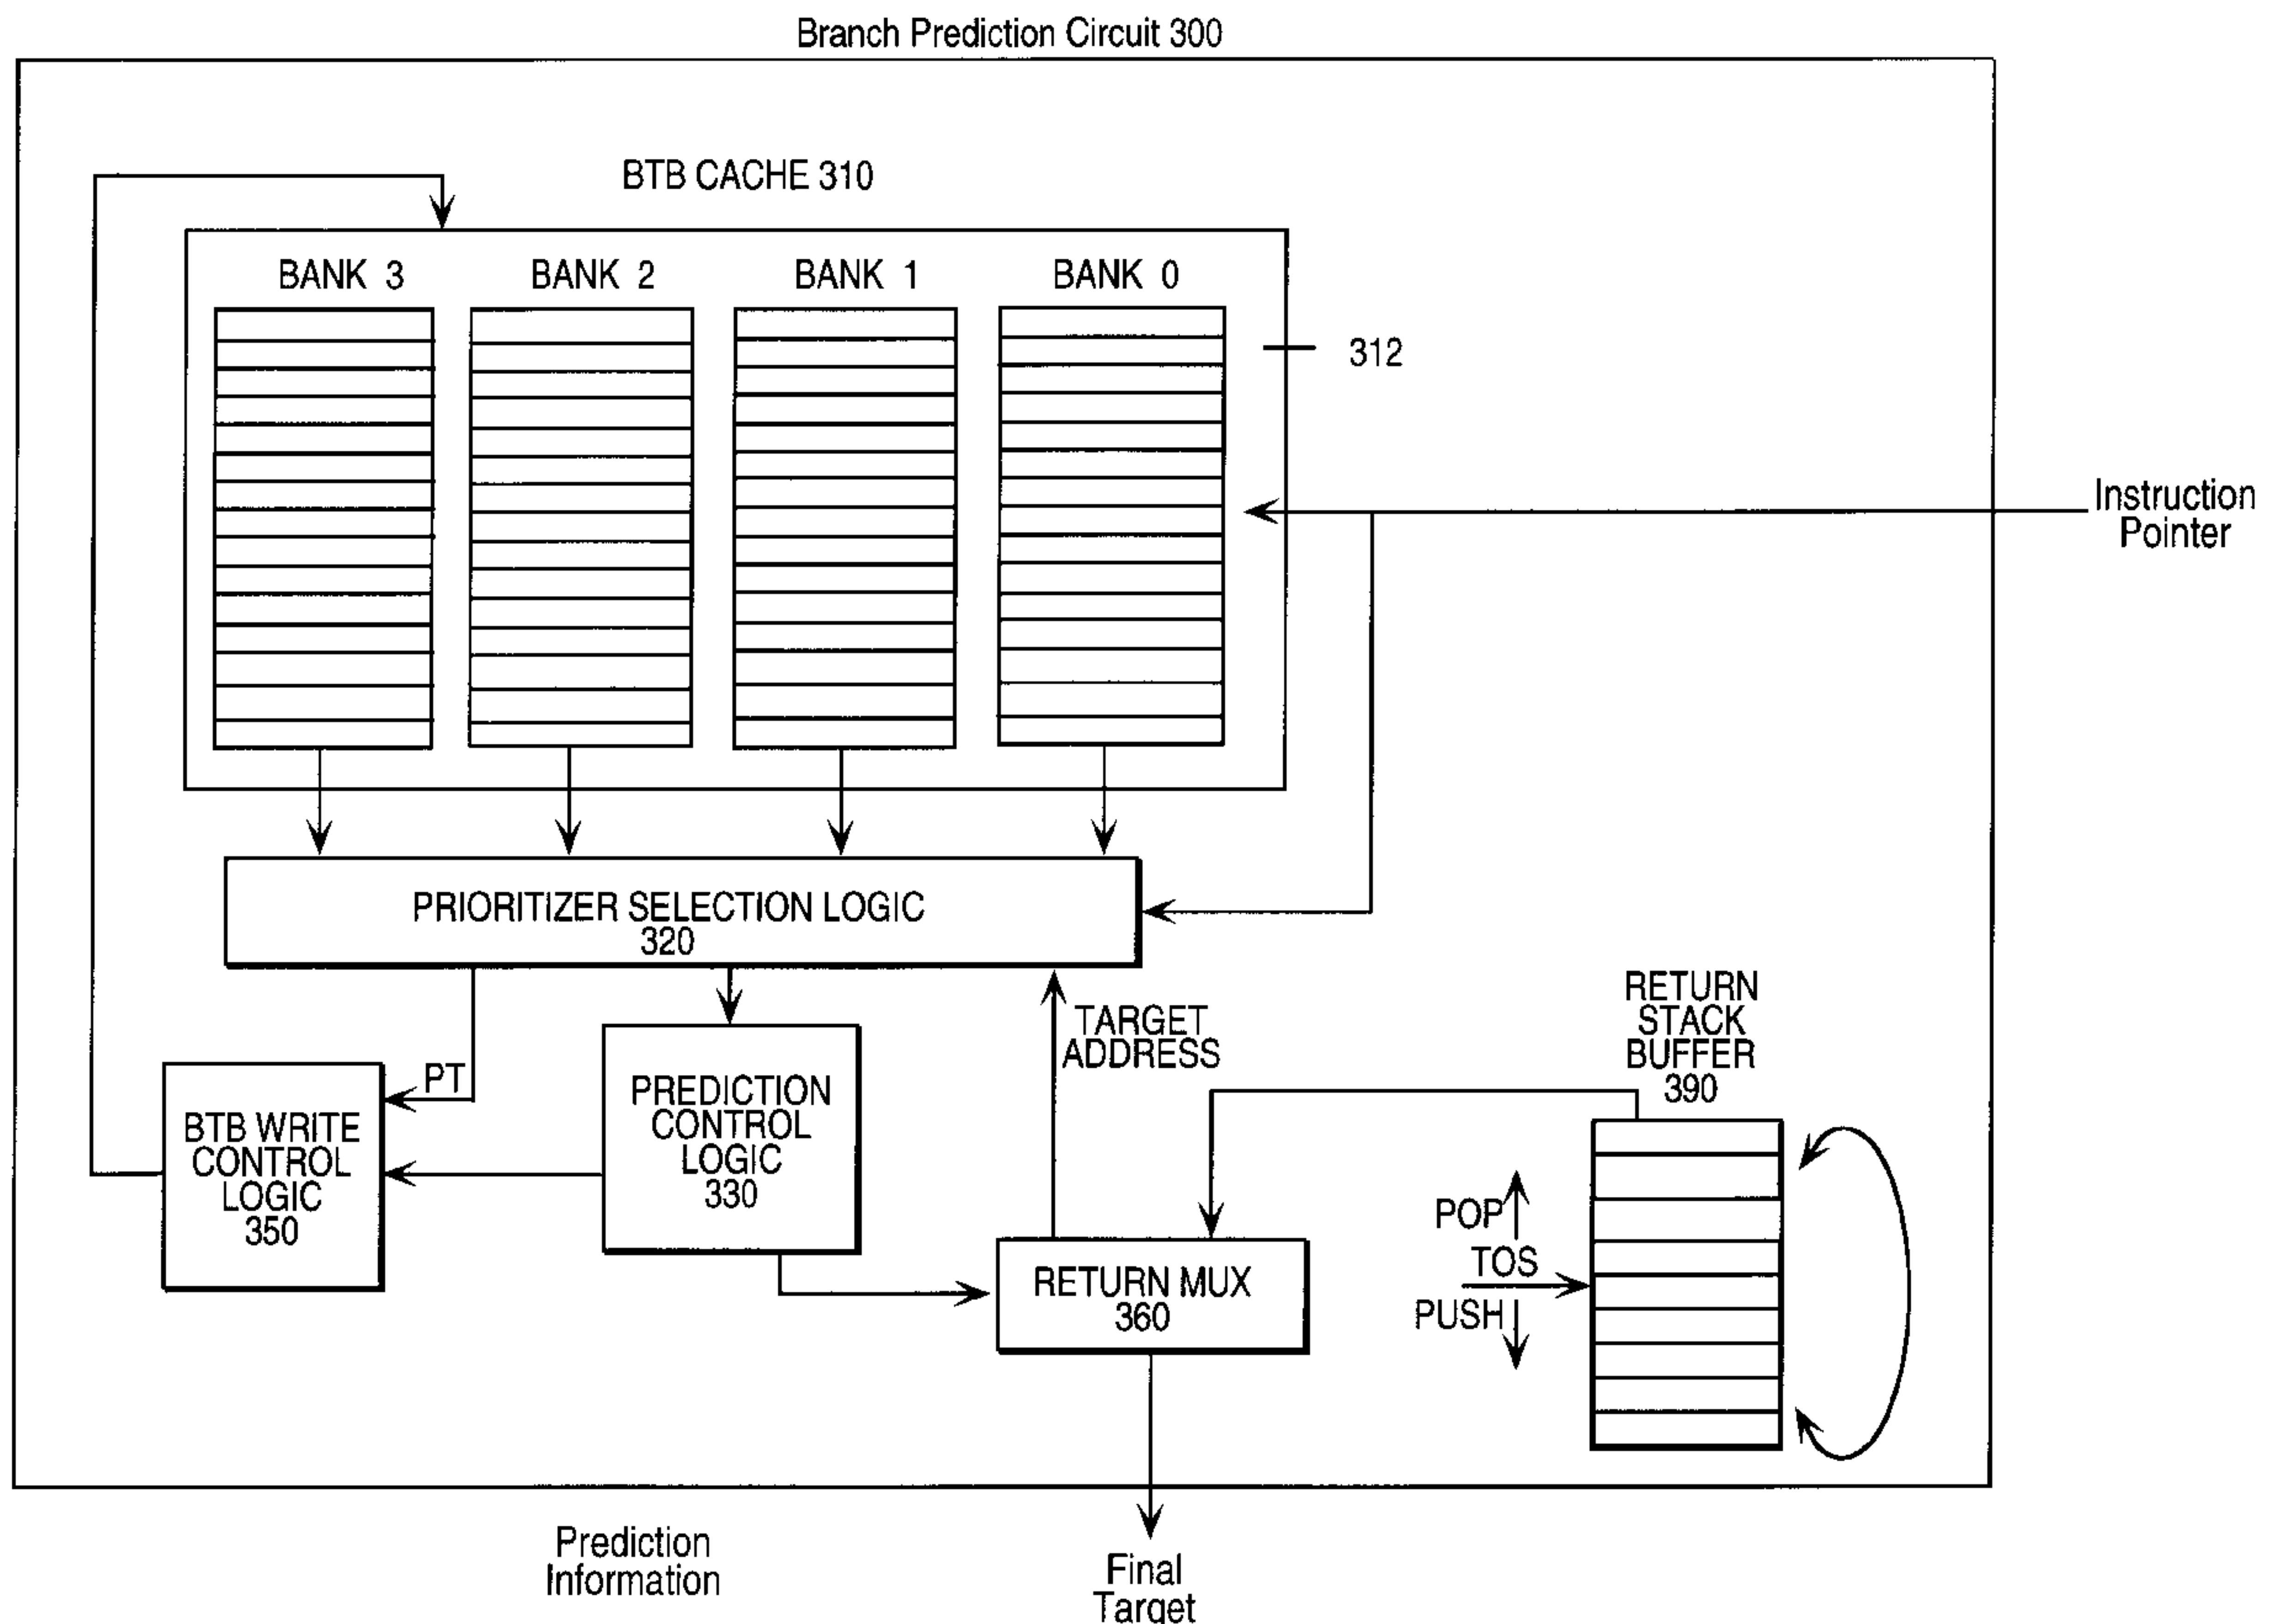 Branch Prediction Circuit 300
BTB CACHE 310
BANK 3
BANK 2
BANK 1
BANK 0
312
Instruction
Pointer
PRIORITIZER SELECTION LOGIC
320
PT
BTB WRITE
CONTROL
LOGIC
350
PREDICTION
CONTROL
LOGIC
330
TARGET
ADDRESS
RETURN MUX
360
RETURN
STACK
BUFFER
390
POP
TOS
PUSH
Prediction
Information
Final
Target